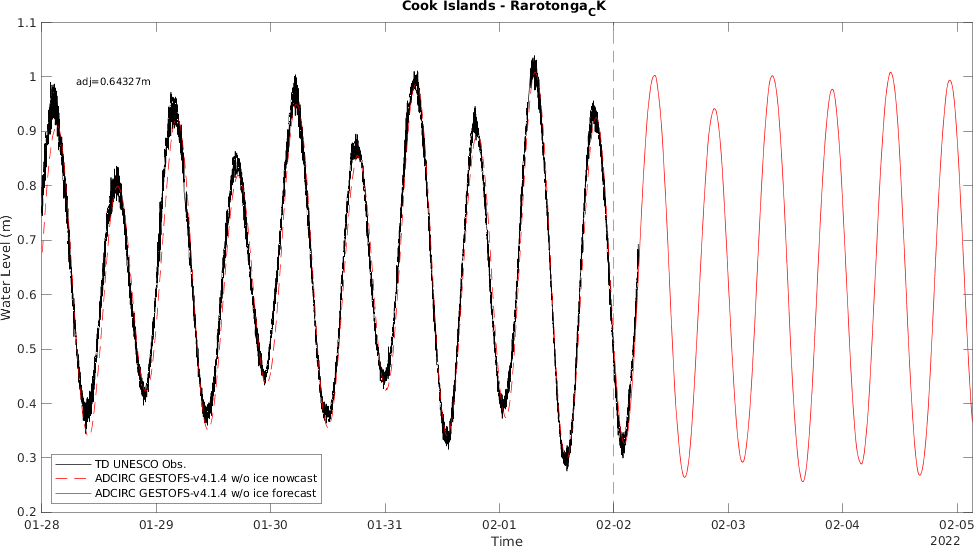 Cook Islands - Rarotonga_CK
adj=0.64327m
Water Level (m)
1.1
1
0.9
0.8
0.7
0.6
0.5
0.4
0.3
0.2
TD UNESCO Obs.
ADCIRC GESTOFS-v4.1.4 w/o ice nowcast
ADCIRC GESTOFS-v4.1.4 w/o ice forecast
01-28 01-29 01-30 01-31 02-01 02-02 02-03 02-04 02-05
Time
2022